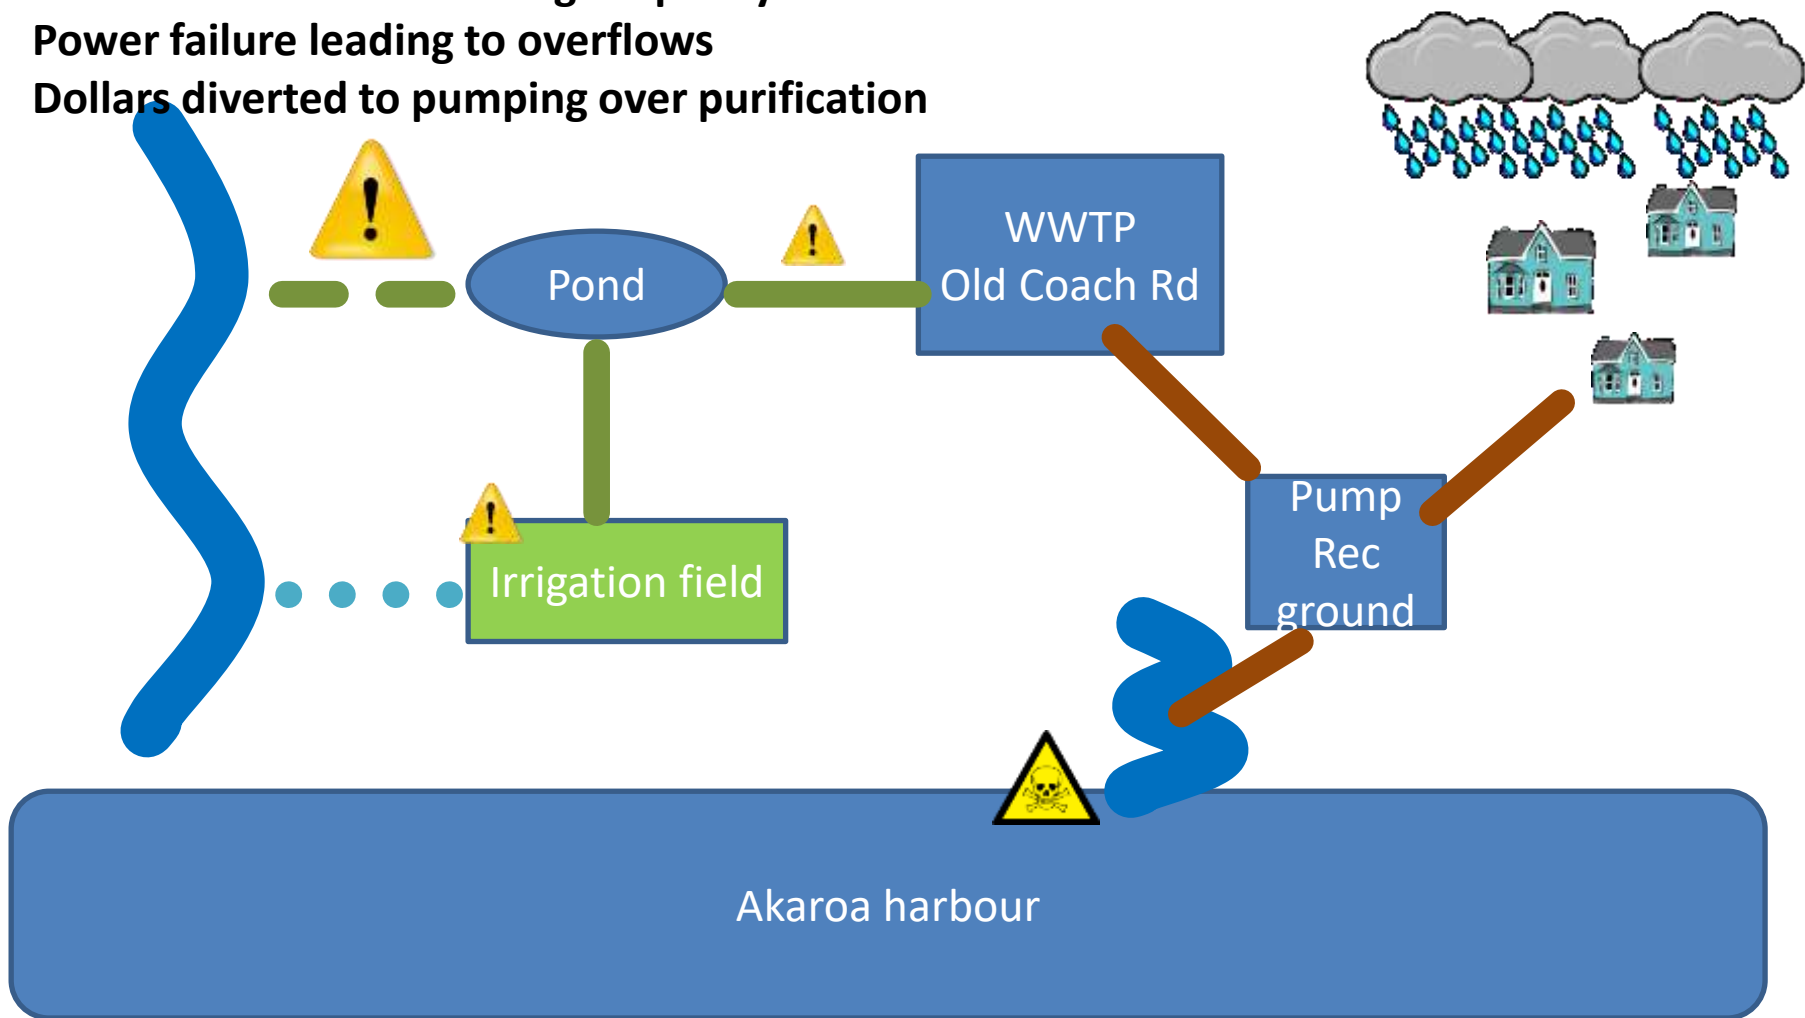 Power failure leading to overflows
Dollars diverted to pumping over purification
WWTP
Old Coach Rd
Pond
Pump
Rec
ground
Irrigation field
Akaroa harbour